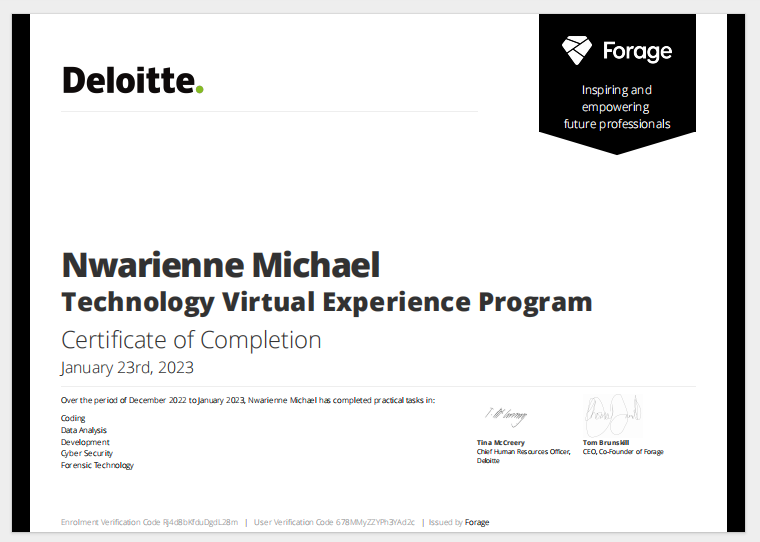 Deloitte.
Forage
Inspiring and
empowering
future professionals
Nwarienne Michael
Technology Virtual Experience Program
Certificate of Completion
January 23rd, 2023
Over the period of December 2022 to January 2023, Nwarienne Michael has completed practical tasks in:
Coding
Data Analysis
Development
Cyber Security
Forensic Technology
Tina McCreery
Chief Human Resources Officer,
Deloitte
Tom Brunskill
CEO, Co-Founder of Forage
Enrolment Verification Code Rj4dBbKfduDgdL28m | User Verification Code 678MMyZZYPh3YAd2c | Issued by Forage